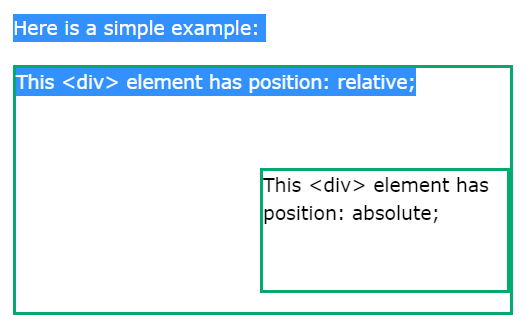 Here is a simple example:
This <div> element has position: relative;
This <div> element has
position: absolute;